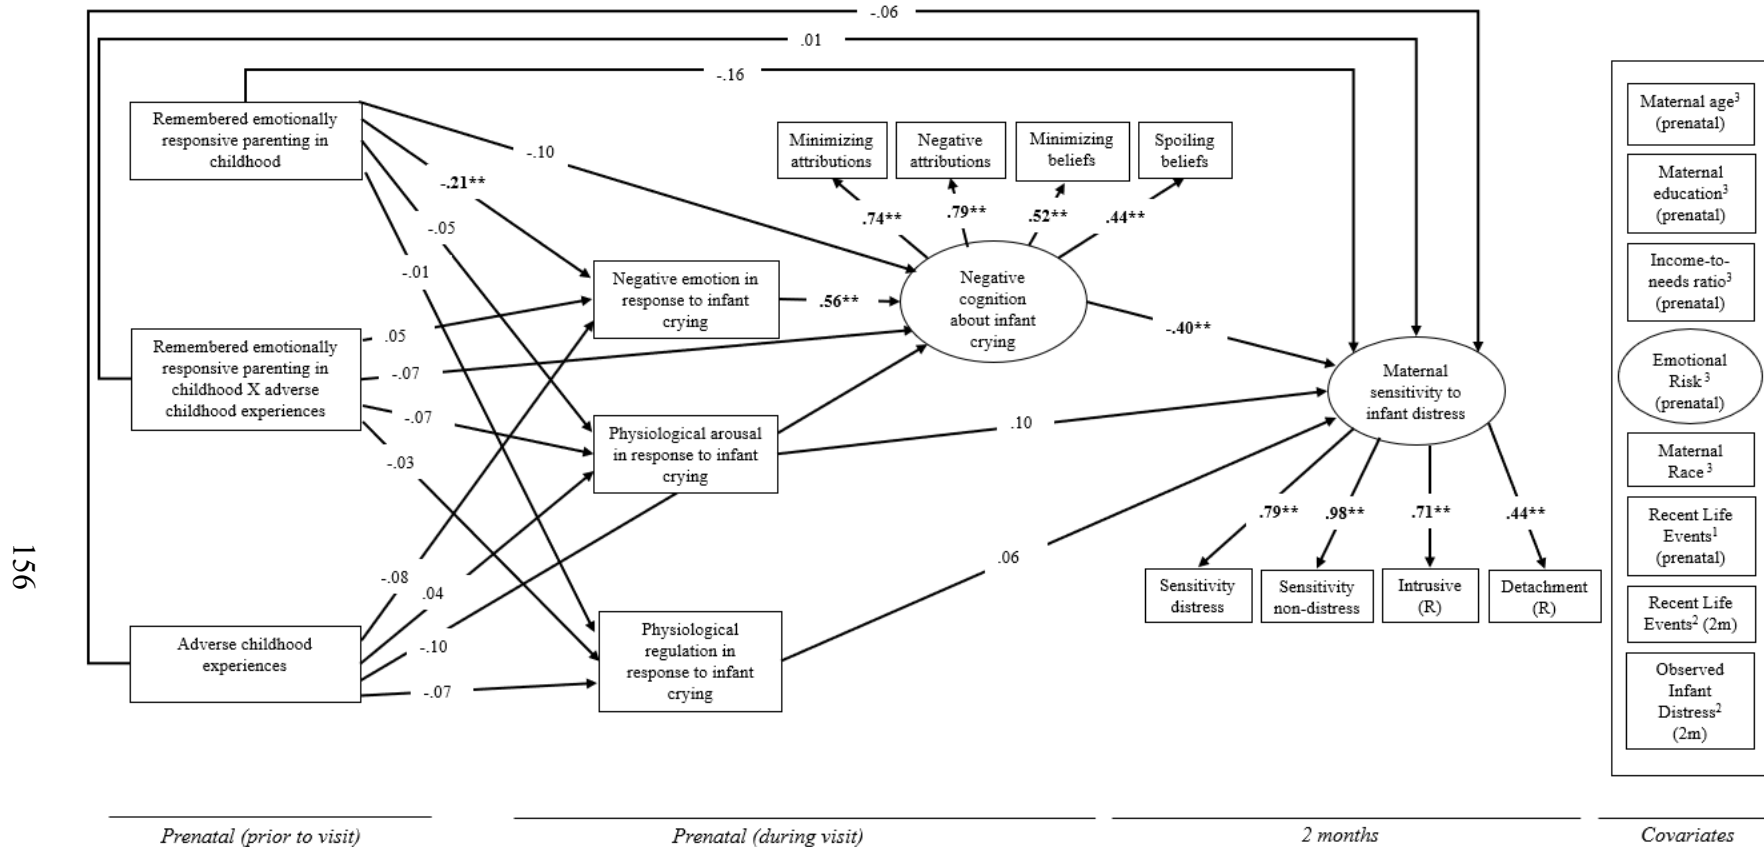 -.06
.01
-.16
Remembered emotionally
responsive parenting in
childhood
-.10
-.21**
-.05
-.01
Minimizing
attributions
Negative
attributions
Minimizing
beliefs
Spoiling
beliefs
.74**
.79**
.52**
.44**
Negative emotion in
response to infant
crying
.56**
Negative
cognition
about infant
crying
-.40**
Remembered emotionally
responsive parenting in
childhood X adverse
childhood experiences
.05
-.07
-.07
-.03
Physiological arousal
in response to infant
crying
.10
Maternal
sensitivity to
infant distress
.79**
.98**
.71**
.44**
Sensitivity
distress
Sensitivity
non-distress
Intrusive
(R)
Detachment
(R)
Adverse childhood
experiences
-.08
.04
-.10
-.07
Physiological
regulation in
response to infant
crying
.06
Maternal age³
(prenatal)
Maternal
education³
(prenatal)
Income-to-
needs ratio³
(prenatal)
Emotional
Risk³
(prenatal)
Maternal
Race³
Recent Life
Events¹
(prenatal)
Recent Life
Events² (2m)
Observed
Infant
Distress²
(2m)
Prenatal (prior to visit)
Prenatal (during visit)
2 months
Covariates
156